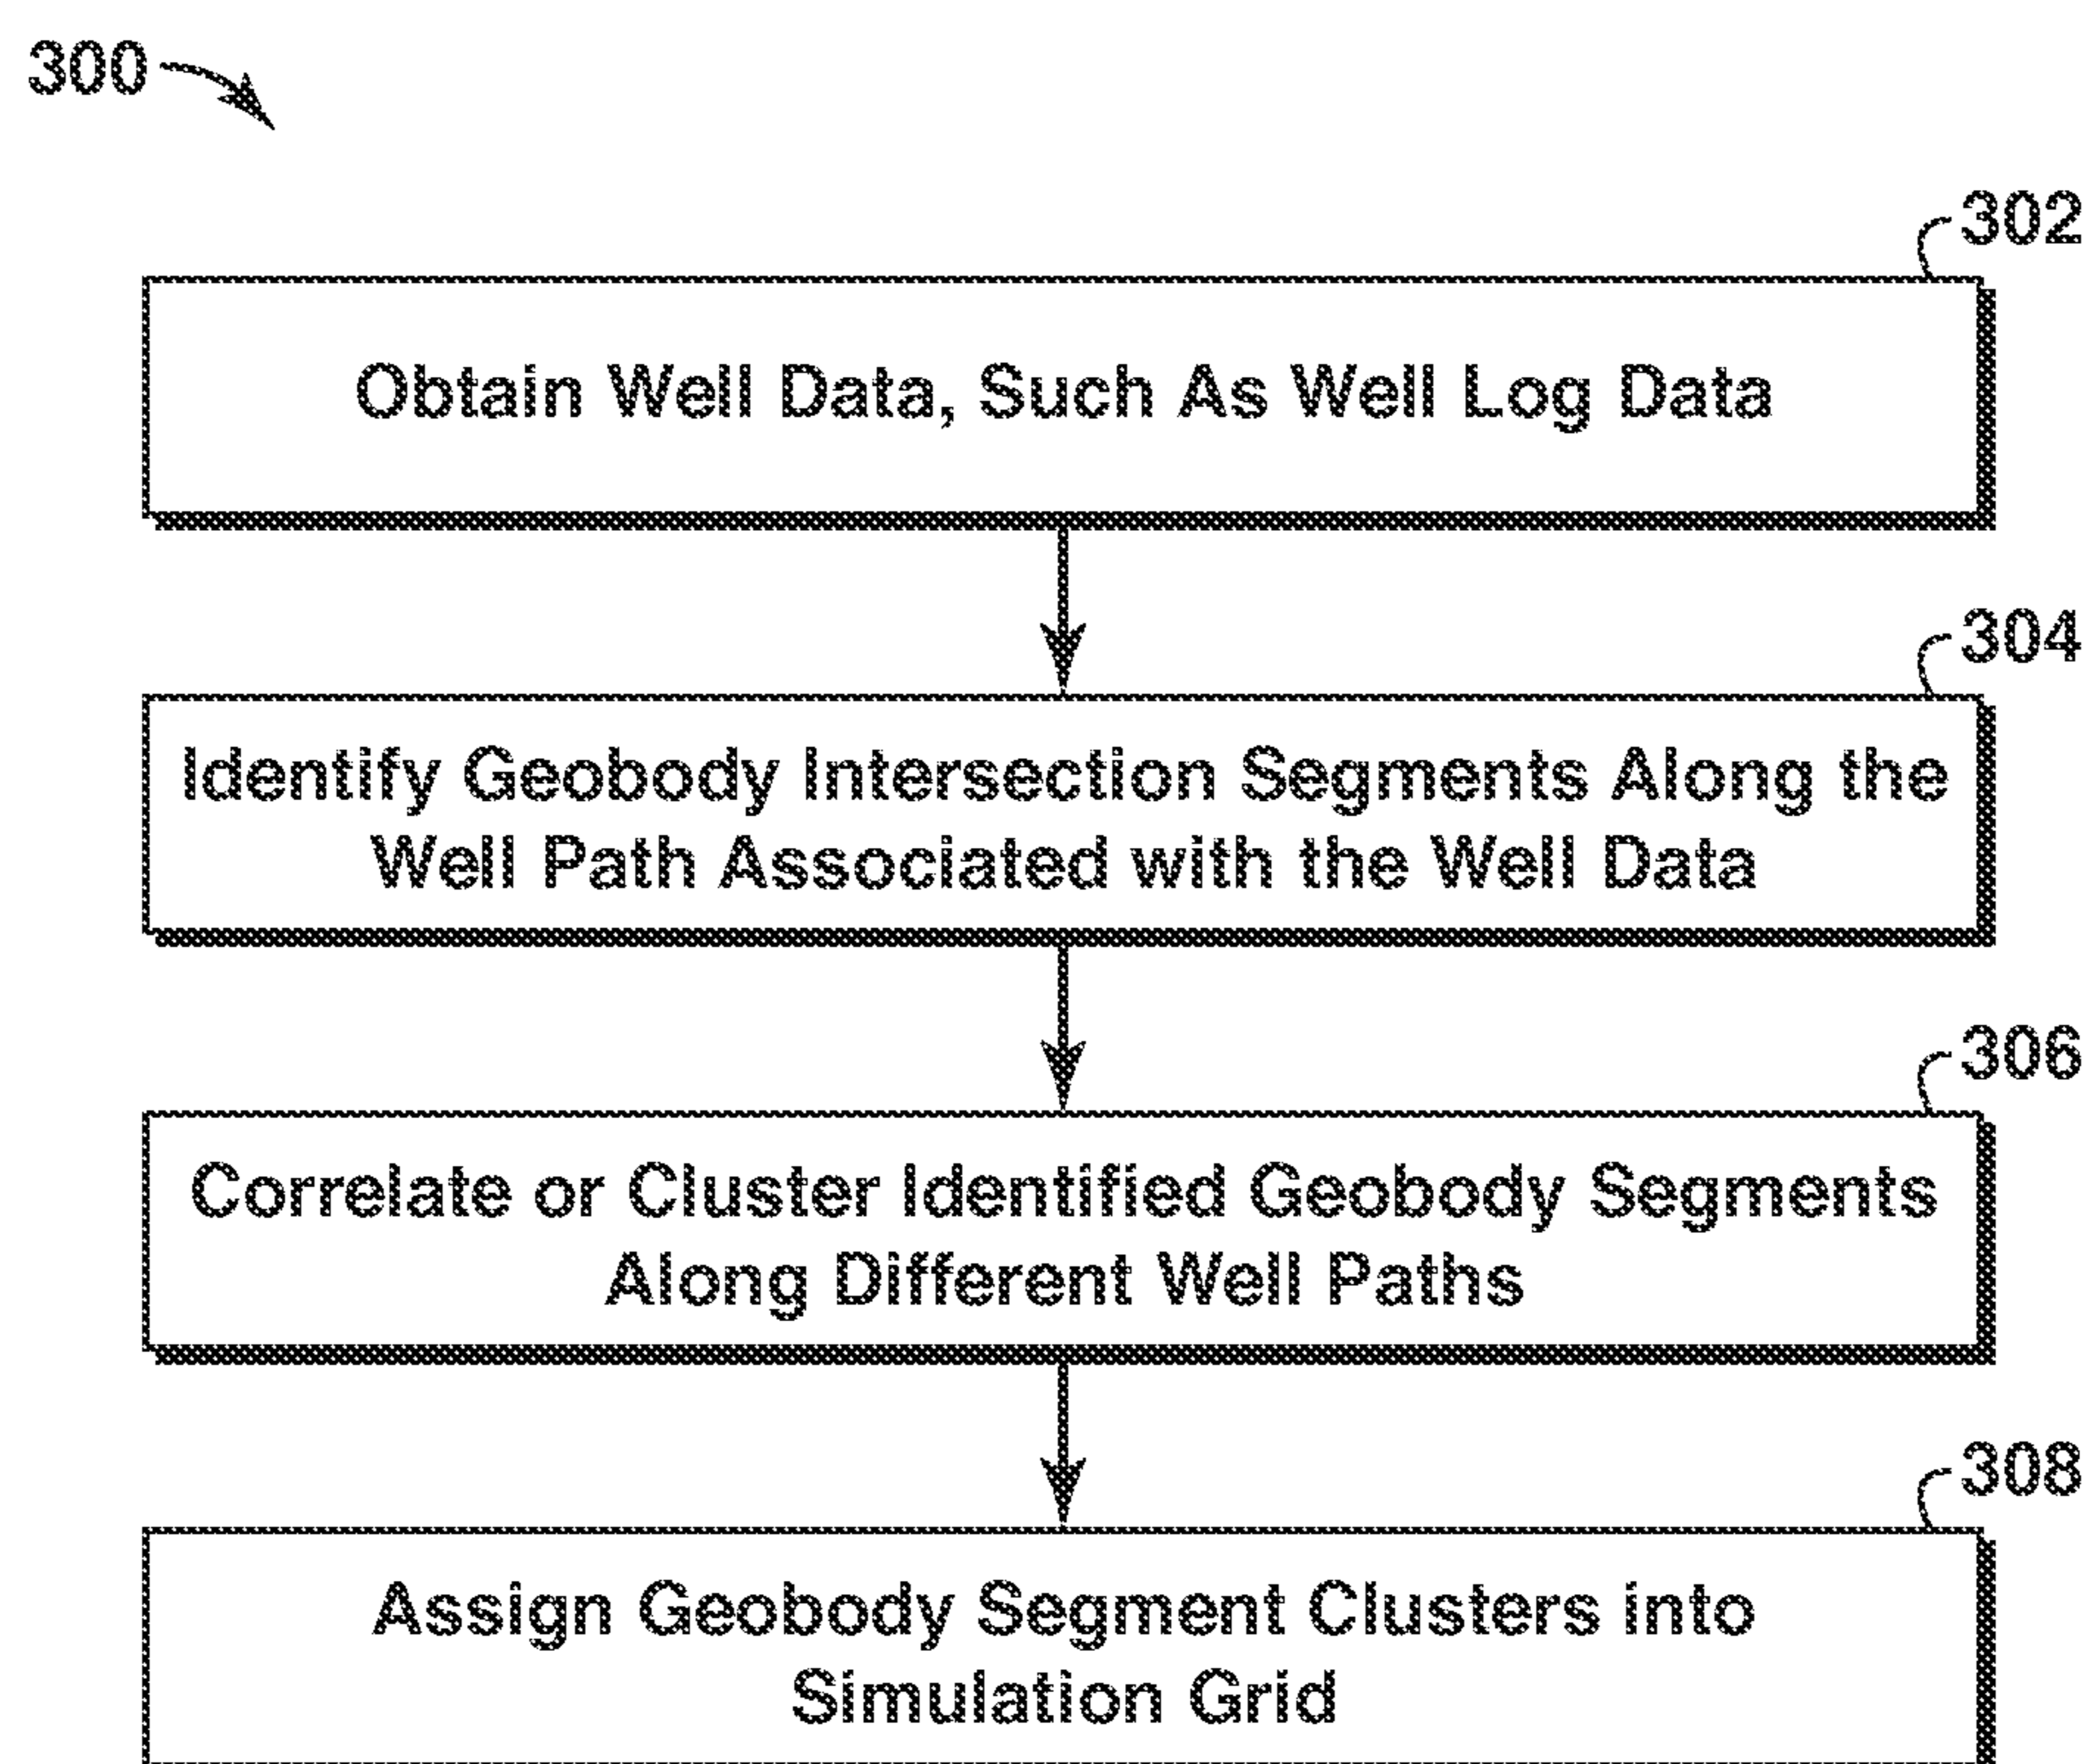 300
302
Obtain Well Data, Such As Well Log Data
304
Identify Geobody Intersection Segments Along the
Well Path Associated with the Well Data
306
Correlate or Cluster Identified Geobody Segments
Along Different Well Paths
308
Assign Geobody Segment Clusters into
Simulation Grid